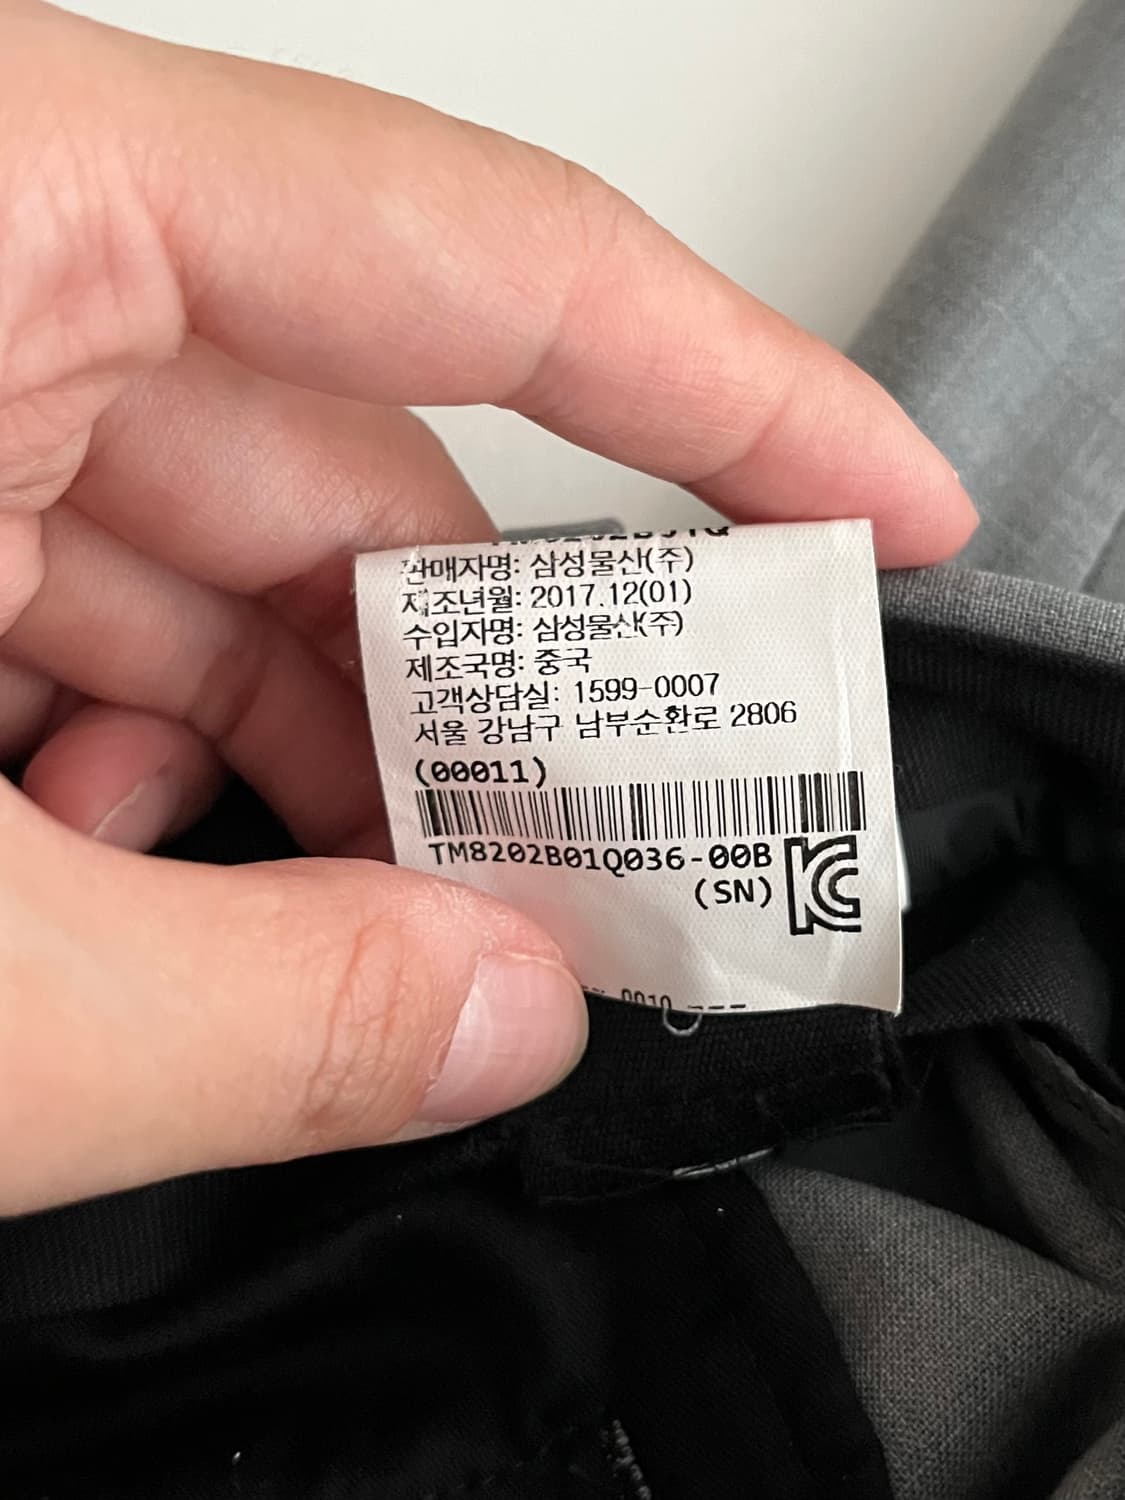 판매자명: 삼성물산(주)
제조년월: 2017.12(01)
수입자명: 삼성물산(주)
제조국명: 중국
고객상담실: 1599-0007
서울 강남구 남부순환로 2806
(00011)
TM8202B01Q036-00B
(SN)